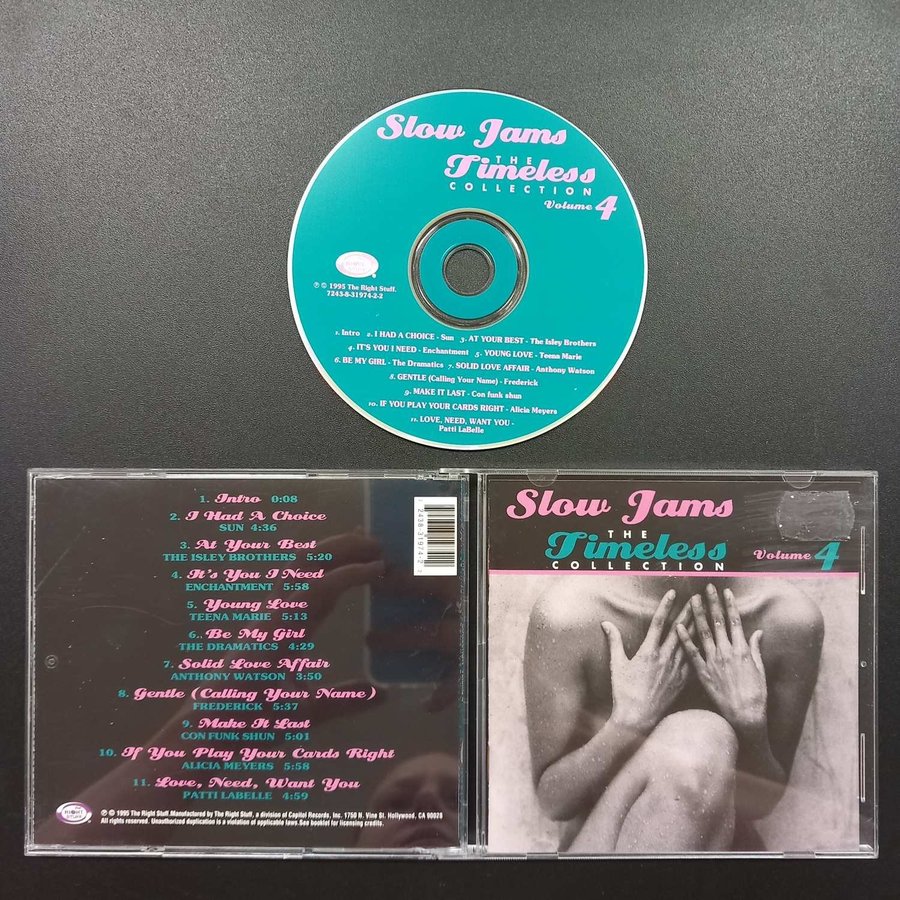 Slow Jams
THE
Timeless
COLLECTION
Volume 4
RIGHT
STUFF
℗ © 1995 The Right Stuff.
7243-8-31974-2-2
1. Intro 2. I HAD A CHOICE - Sun 3. AT YOUR BEST - The Isley Brothers
4. IT'S YOU I NEED - Enchantment 5. YOUNG LOVE - Teena Marie
6. BE MY GIRL - The Dramatics 7. SOLID LOVE AFFAIR - Anthony Watson
8. GENTLE (Calling Your Name) - Frederick
9. MAKE IT LAST - Con funk shun
10. IF YOU PLAY YOUR CARDS RIGHT - Alicia Meyers
11. LOVE, NEED, WANT YOU -
Patti LaBelle
1. Intro 0:08
2. I Had A Choice
SUN 4:36
3. At Your Best
THE ISLEY BROTHERS 5:20
4. It's You I Need
ENCHANTMENT 5:58
5. Young Love
TEENA MARIE 5:13
6. Be My Girl
THE DRAMATICS 4:29
7. Solid Love Affair
ANTHONY WATSON 3:50
8. Gentle (Calling Your Name)
FREDERICK 5:37
9. Make It Last
CON FUNK SHUN 5:01
10. If You Play Your Cards Right
ALICIA MEYERS 5:58
11. Love, Need, Want You
PATTI LABELLE 4:59
RIGHT
STUFF
℗ © 1995 The Right Stuff. Manufactured by The Right Stuff, a division of Capitol Records, Inc. 1750 N. Vine St. Hollywood, CA 90028
All rights reserved. Unauthorized duplication is a violation of applicable laws. See booklet for licensing credits.
2438-31974-2
Slow Jams
THE
Timeless
COLLECTION
Volume 4